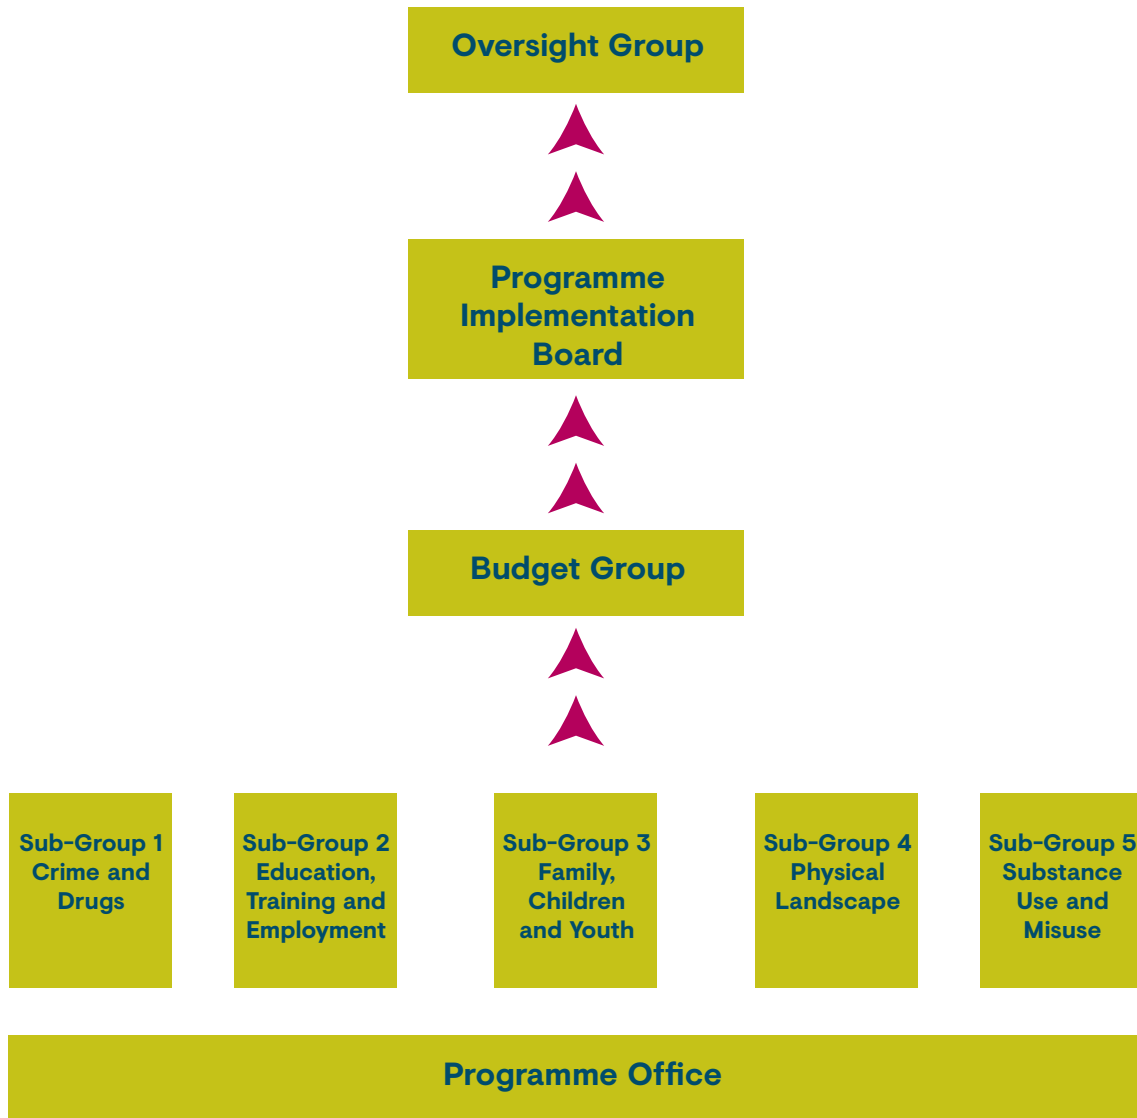 Oversight Group
Programme
Implementation
Board
Budget Group
Sub-Group 1
Crime and
Drugs
Sub-Group 2
Education,
Training and
Employment
Sub-Group 3
Family,
Children
and Youth
Sub-Group 4
Physical
Landscape
Sub-Group 5
Substance
Use and
Misuse
Programme Office